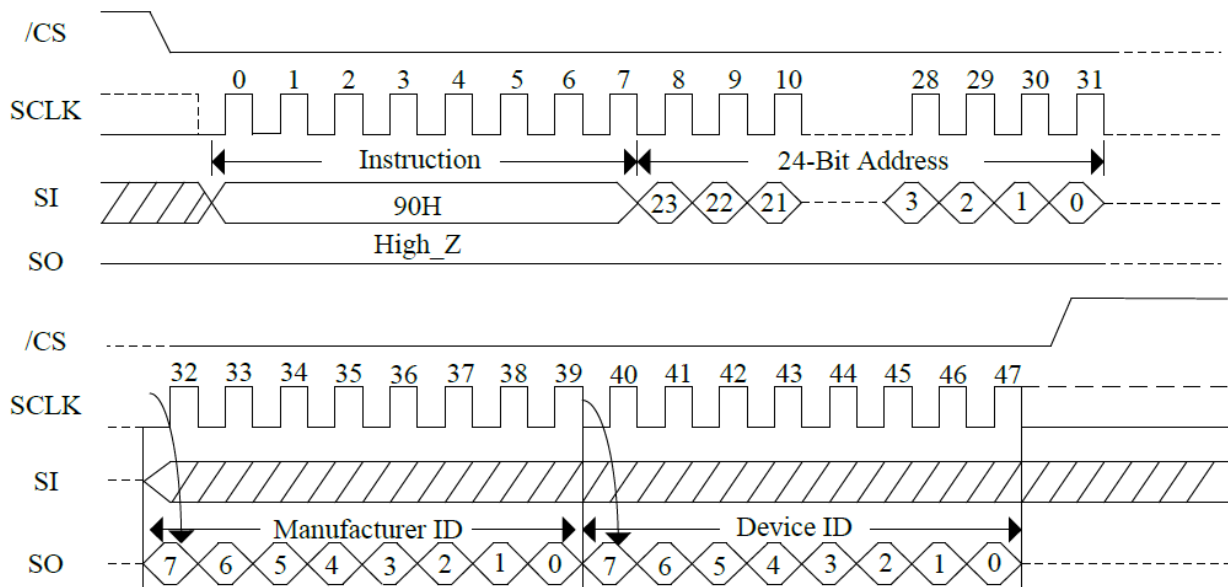 /CS
0 1 2 3 4 5 6 7 8 9 10 28 29 30 31
SCLK
Instruction 24-Bit Address
SI 90H 23 22 21 3 2 1 0
High_Z
SO
/CS
32 33 34 35 36 37 38 39 40 41 42 43 44 45 46 47
SCLK
SI
Manufacturer ID Device ID
SO 7 6 5 4 3 2 1 0 7 6 5 4 3 2 1 0